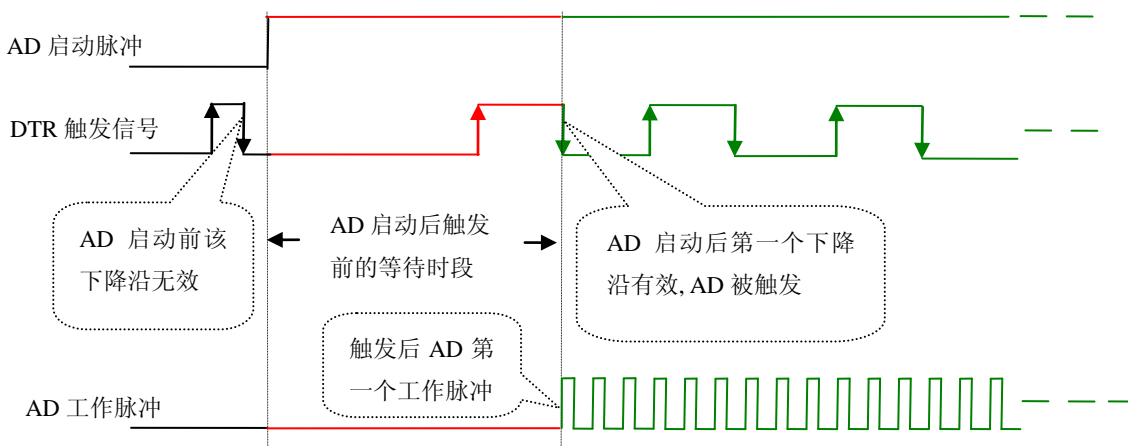 AD 启动脉冲
DTR 触发信号
AD 启动前该
下降沿无效
AD 启动后触发
前的等待时段
AD 启动后第一个下降
沿有效, AD 被触发
触发后 AD 第
一个工作脉冲
AD 工作脉冲